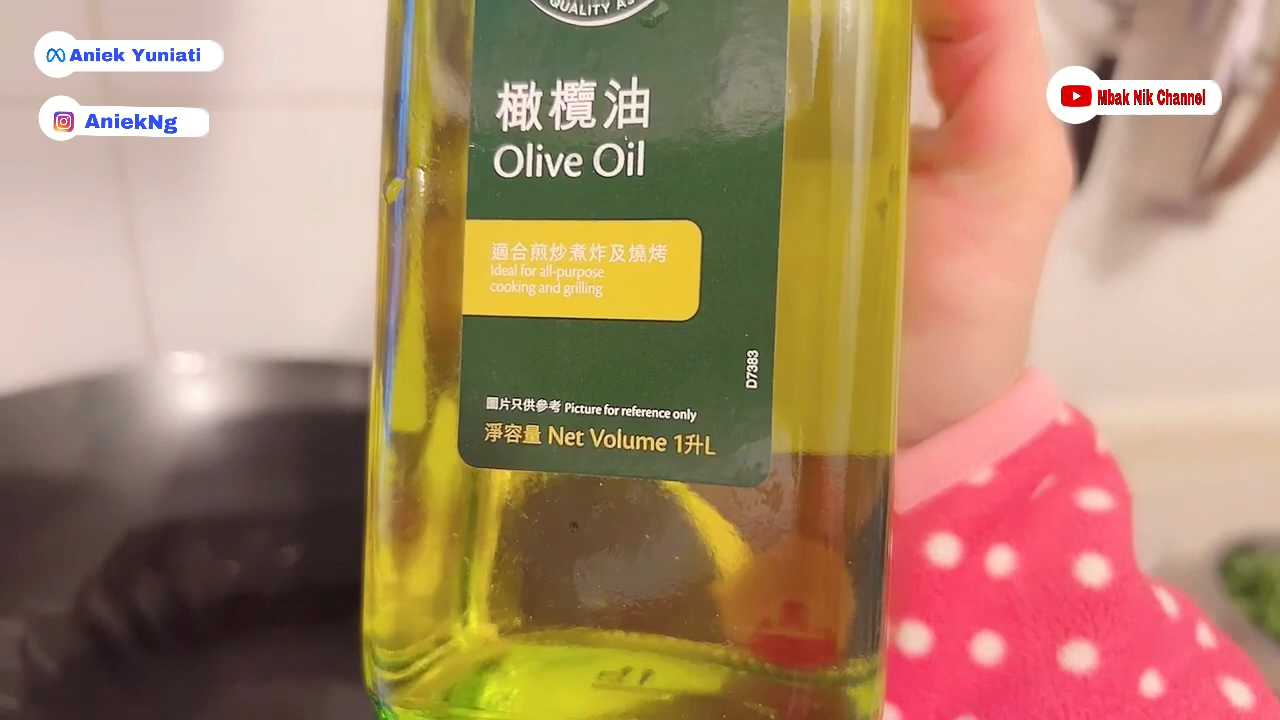 Aniek Yuniati
AniekNg
Mbak Nik Channel
QUALITY AS
橄欖油
Olive Oil
適合煎炒煮炸及燒烤
Ideal for all-purpose
cooking and grilling
D7383
圖片只供參考 Picture for reference only
淨容量 Net Volume 1升L